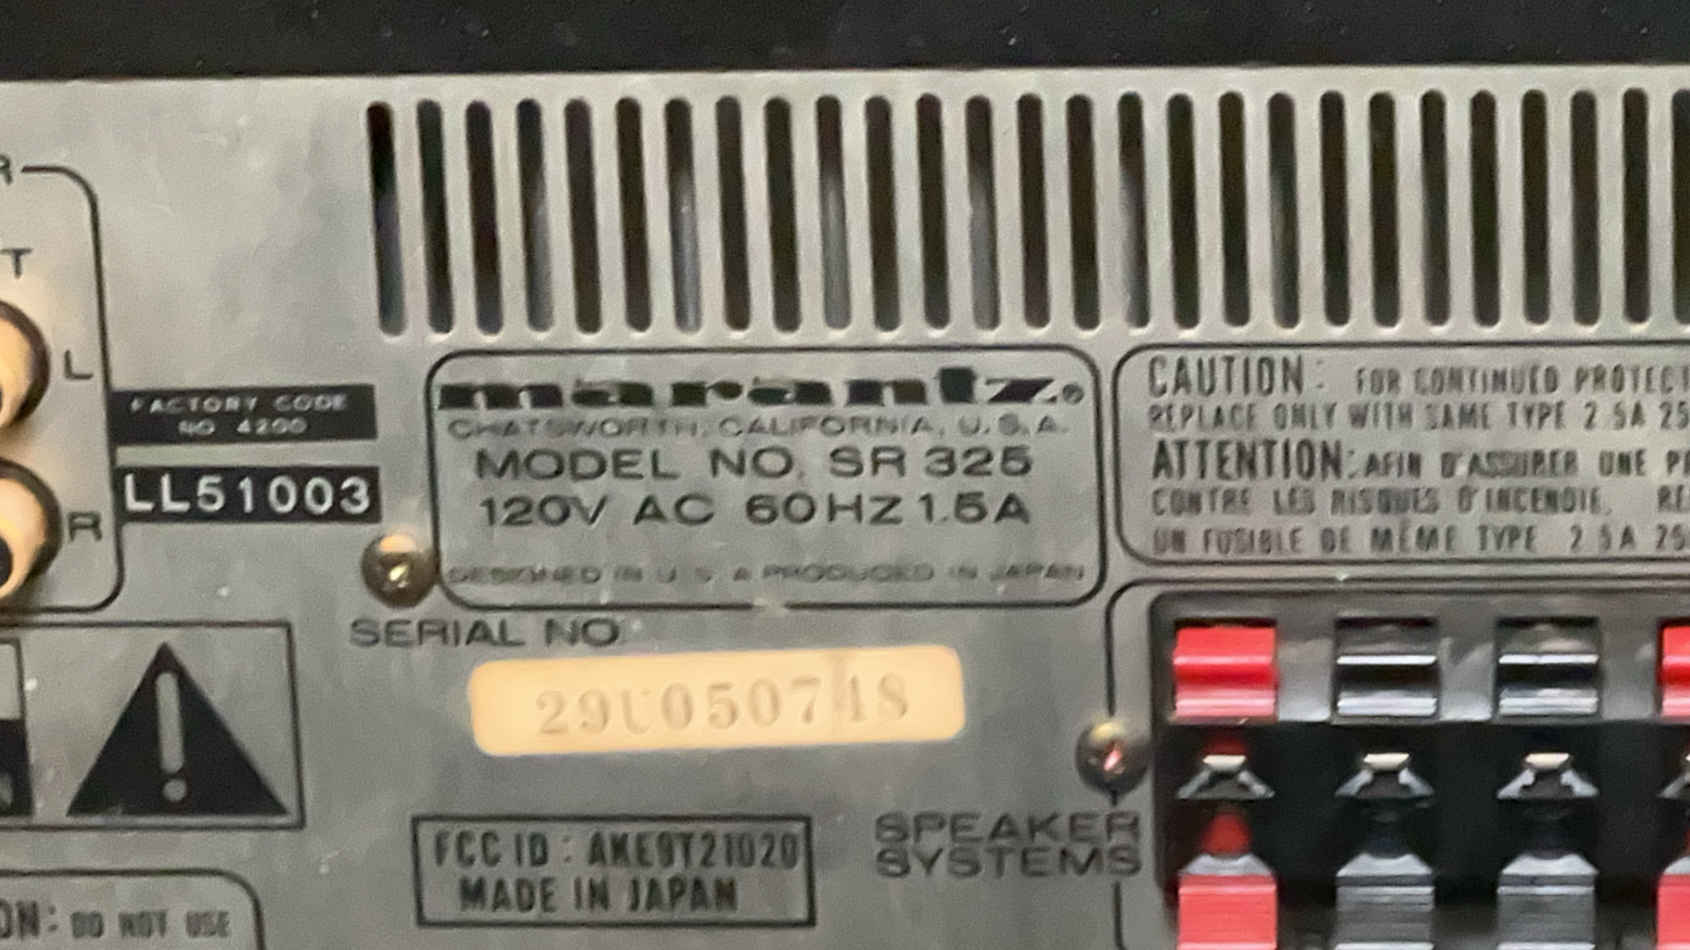 R
T
L
R
FACTORY CODE
NO 4200
LL51003
marantz®
CHATSWORTH, CALIFORNIA, U.S.A.
MODEL NO. SR 325
120V AC 60HZ 1.5A
DESIGNED IN U.S.A PRODUCED IN JAPAN
SERIAL NO
29U050718
FCC ID : AKE9T21020
MADE IN JAPAN
CAUTION: FOR CONTINUED PROTECT
REPLACE ONLY WITH SAME TYPE 2.5A 25
ATTENTION: AFIN D'ASSURER UNE P
CONTRE LES RISQUES D'INCENDIE, RE
UN FUSIBLE DE MÊME TYPE 2.5A 25
SPEAKER
SYSTEMS
ON: DO NOT USE